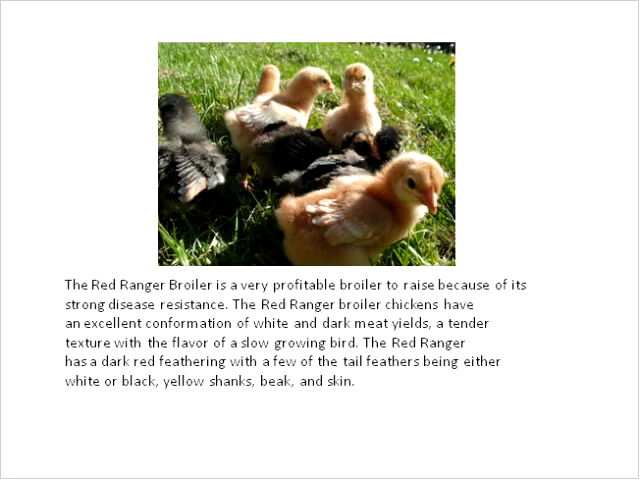 The Red Ranger Broiler is a very profitable broiler to raise because of its
strong disease resistance. The Red Ranger broiler chickens have
an excellent conformation of white and dark meat yields, a tender
texture with the flavor of a slow growing bird. The Red Ranger
has a dark red feathering with a few of the tail feathers being either
white or black, yellow shanks, beak, and skin.